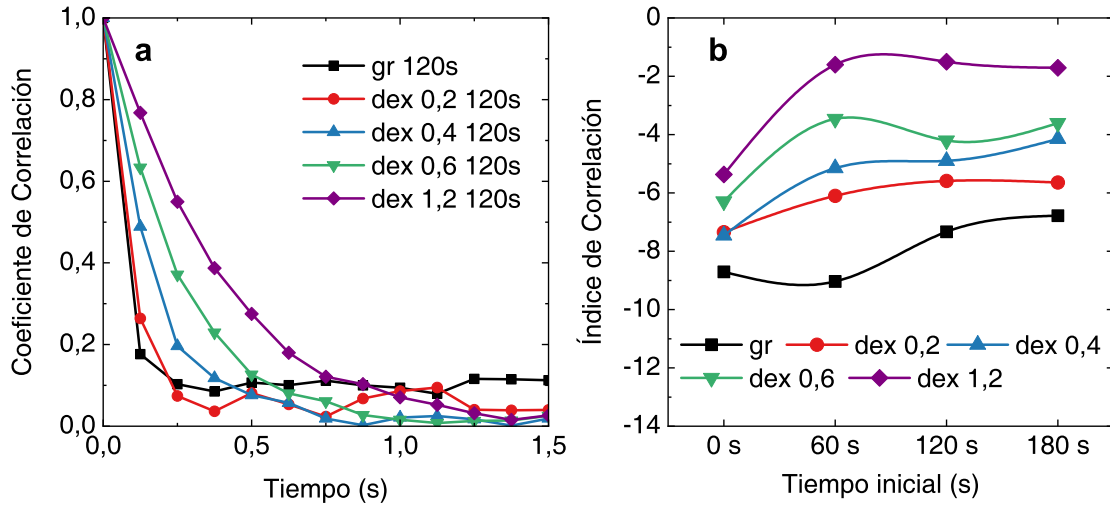 a
Coeficiente de Correlación
1,0
0,8
0,6
0,4
0,2
0,0
gr 120s
dex 0,2 120s
dex 0,4 120s
dex 0,6 120s
dex 1,2 120s
0,0 0,5 1,0 1,5
Tiempo (s)
b
Índice de Correlación
-0
-2
-4
-6
-8
-10
-12
-14
gr dex 0,2 dex 0,4
dex 0,6 dex 1,2
0 s 60 s 120 s 180 s
Tiempo inicial (s)